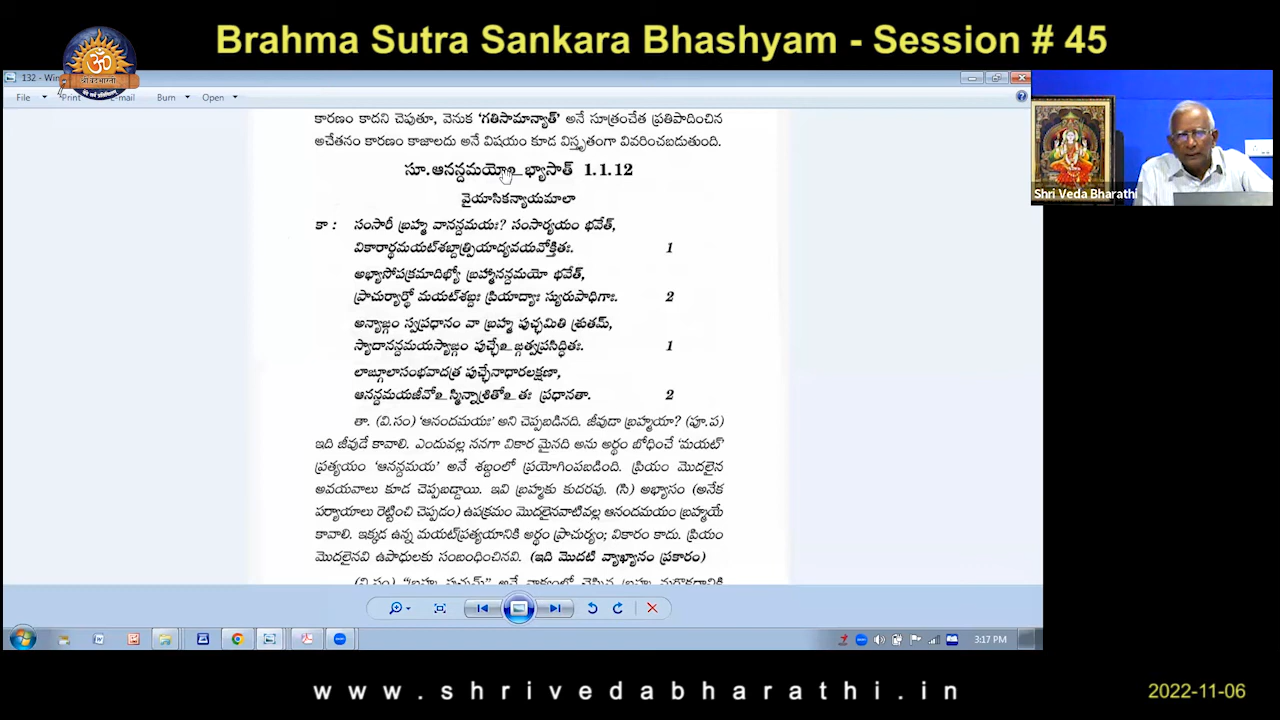 Brahma Sutra Sankara Bhashyam - Session # 45
132 - Win
File Print E-mail Burn Open
Shri Veda Bharathi
కారణం కాదని చెపుతూ, వెనుక ‘గతిసామాన్యాత్’ అనే సూత్రంచేత ప్రతిపాదించిన
అచేతనం కారణం కాజాలదు అనే విషయం కూడ విస్తృతంగా వివరించబడుతుంది.
సూ.ఆనన్దమయోఽభ్యాసాత్ 1.1.12
వైయాసికన్యాయమాలా
కా : సంసారీ బ్రహ్మ వానన్దమయః? సంసార్యయం భవేత్,
వికారార్థమయట్‌శబ్దాత్ప్రియాద్యవయవోక్తితః. 1
అభ్యాసోపక్రమాదిభ్యో బ్రహ్మానన్దమయో భవేత్,
ప్రాచుర్యార్థో మయట్‌శబ్దః ప్రియాద్యాః స్యురుపాధిగాః. 2
అన్యాఙ్గం స్వప్రధానం వా బ్రహ్మ పుచ్ఛమితి శ్రుతమ్,
స్యాదానన్దమయస్యాఙ్గం పుచ్ఛేఽఙ్గత్వప్రసిద్ధితః. 1
లాఙ్గూలాసంభవాదత్ర పుచ్ఛేనాధారలక్షణా,
ఆనన్దమయజీవోఽస్మిన్నాశ్రితోఽతః ప్రధానతా. 2
తా. (వి.సం) ‘ఆనందమయః’ అని చెప్పబడినది. జీవుడా బ్రహ్మయా? (పూ.ప)
ఇది జీవుడే కావాలి. ఎందువల్ల ననగా వికార మైనది అను అర్థం బోధించే ‘మయట్’
ప్రత్యయం ‘ఆనన్దమయ’ అనే శబ్దంలో ప్రయోగింపబడింది. ప్రియం మొదలైన
అవయవాలు కూడ చెప్పబడ్డాయి. ఇవి బ్రహ్మకు కుదరవు. (సి) అభ్యాసం (అనేక
పర్యాయాలు రెట్టించి చెప్పడం) ఉపక్రమం మొదలైనవాటివల్ల ఆనందమయం బ్రహ్మయే
కావాలి. ఇక్కడ ఉన్న మయట్‌ప్రత్యయానికి అర్థం ప్రాచుర్యం; వికారం కాదు. ప్రియం
మొదలైనవి ఉపాధులకు సంబంధించినవి. (ఇది మొదటి వ్యాఖ్యానం ప్రకారం)
3:17 PM
www.shrivedabharathi.in
2022-11-06